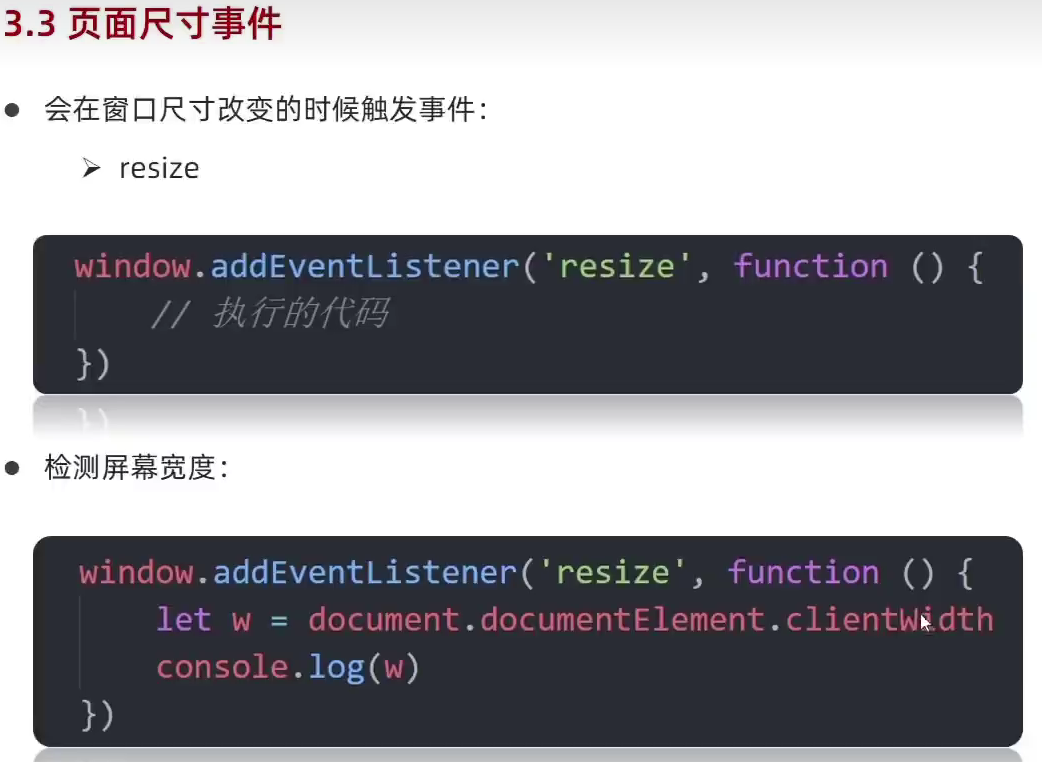 3.3 页面尺寸事件
● 会在窗口尺寸改变的时候触发事件：
➢ resize
window.addEventListener('resize', function () {
// 执行的代码
})
● 检测屏幕宽度：
window.addEventListener('resize', function () {
let w = document.documentElement.clientWidth
console.log(w)
})